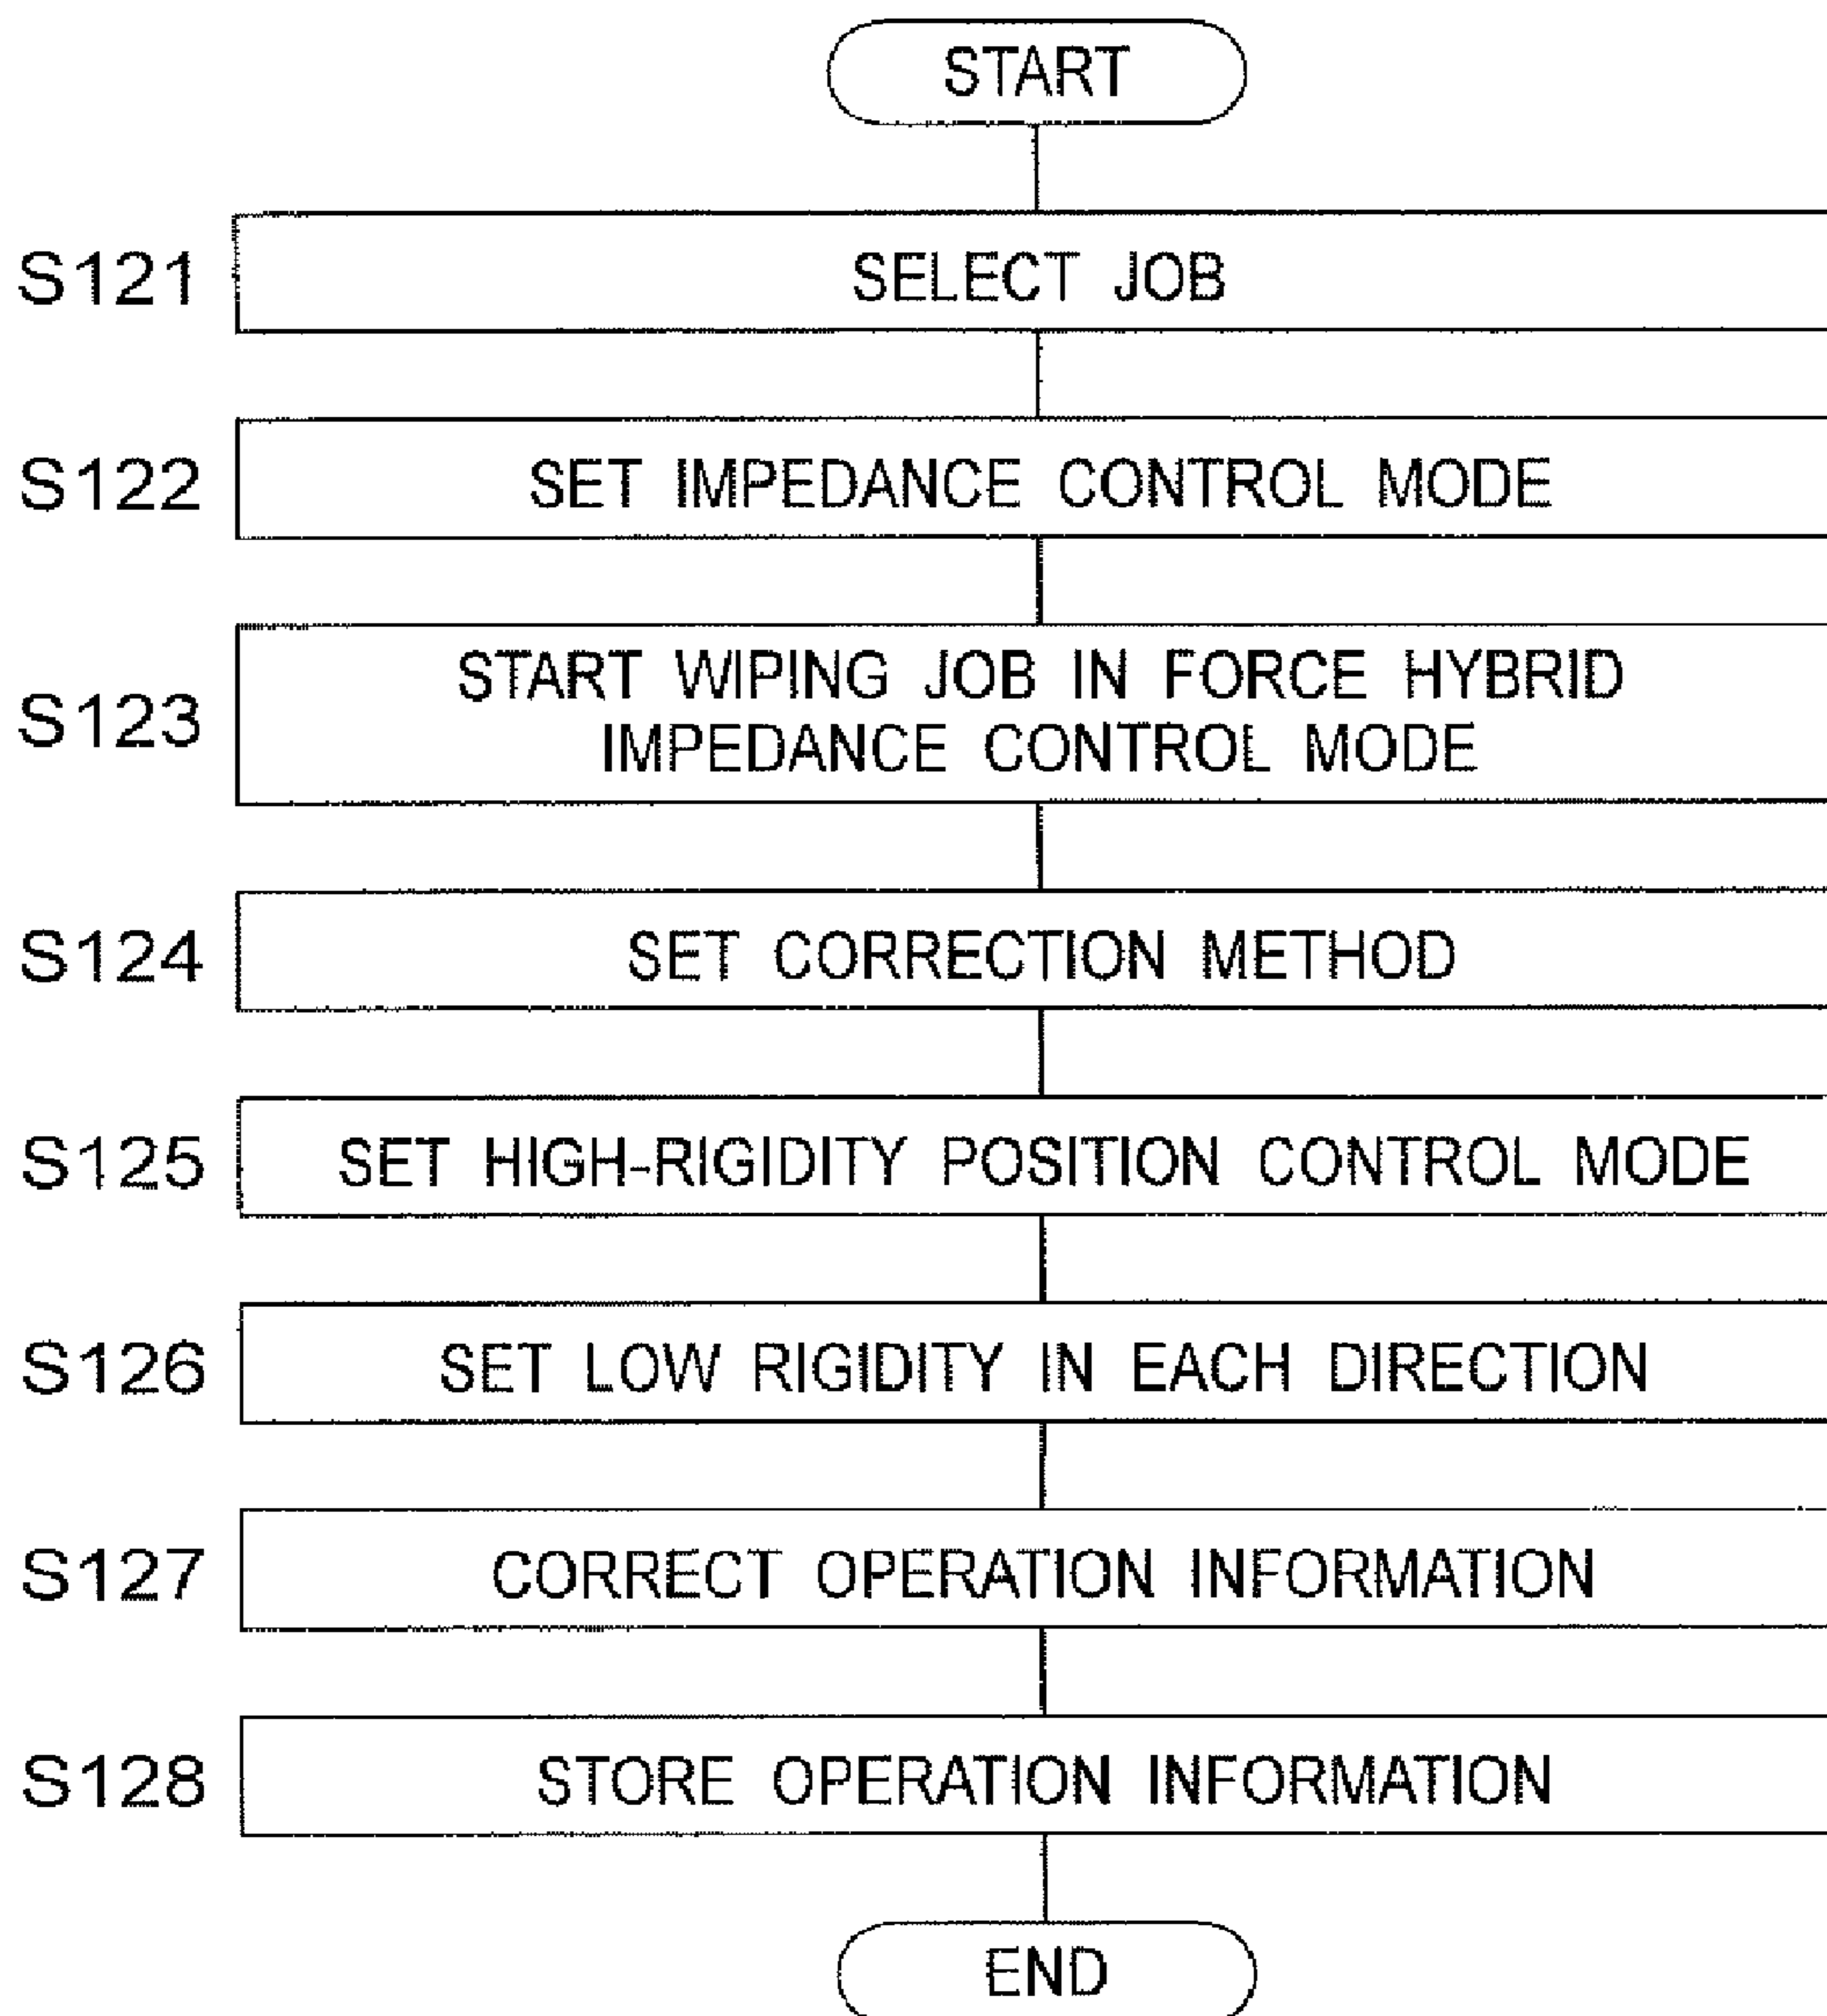 START
S121
SELECT JOB
S122
SET IMPEDANCE CONTROL MODE
S123
START WIPING JOB IN FORCE HYBRID
IMPEDANCE CONTROL MODE
S124
SET CORRECTION METHOD
S125
SET HIGH-RIGIDITY POSITION CONTROL MODE
S126
SET LOW RIGIDITY IN EACH DIRECTION
S127
CORRECT OPERATION INFORMATION
S128
STORE OPERATION INFORMATION
END